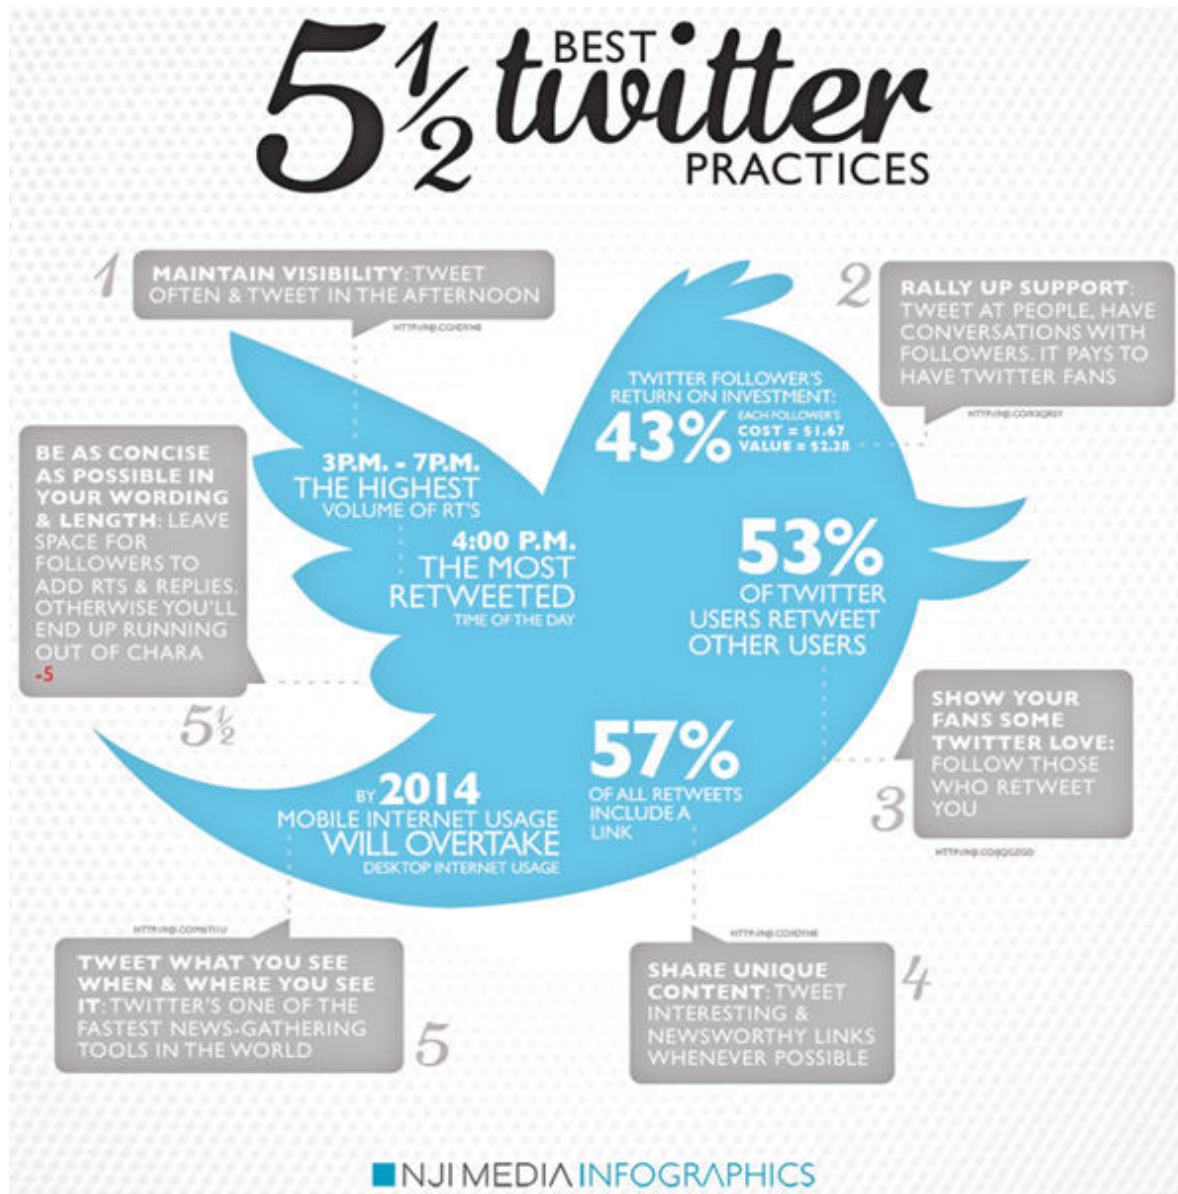 5 1/2 BEST twitter
PRACTICES
1
MAINTAIN VISIBILITY: TWEET
OFTEN & TWEET IN THE AFTERNOON
2
RALLY UP SUPPORT:
TWEET AT PEOPLE, HAVE
CONVERSATIONS WITH
FOLLOWERS. IT PAYS TO
HAVE TWITTER FANS
TWITTER FOLLOWER'S
RETURN ON INVESTMENT:
43%
EACH FOLLOWER'S
COST = $1.67
VALUE = $2.38
3P.M. - 7P.M.
THE HIGHEST
VOLUME OF RT'S
4:00 P.M.
THE MOST
RETWEETED
TIME OF THE DAY
53%
OF TWITTER
USERS RETWEET
OTHER USERS
BE AS CONCISE
AS POSSIBLE IN
YOUR WORDING
& LENGTH: LEAVE
SPACE FOR
FOLLOWERS TO
ADD RTS & REPLIES.
OTHERWISE YOU'LL
END UP RUNNING
OUT OF CHARA
-5
5 1/2
SHOW YOUR
FANS SOME
TWITTER LOVE:
FOLLOW THOSE
WHO RETWEET
YOU
3
57%
OF ALL RETWEETS
INCLUDE A
LINK
BY 2014
MOBILE INTERNET USAGE
WILL OVERTAKE
DESKTOP INTERNET USAGE
TWEET WHAT YOU SEE
WHEN & WHERE YOU SEE
IT: TWITTER'S ONE OF THE
FASTEST NEWS-GATHERING
TOOLS IN THE WORLD
5
SHARE UNIQUE
CONTENT: TWEET
INTERESTING &
NEWSWORTHY LINKS
WHENEVER POSSIBLE
4
NJI MEDIA INFOGRAPHICS